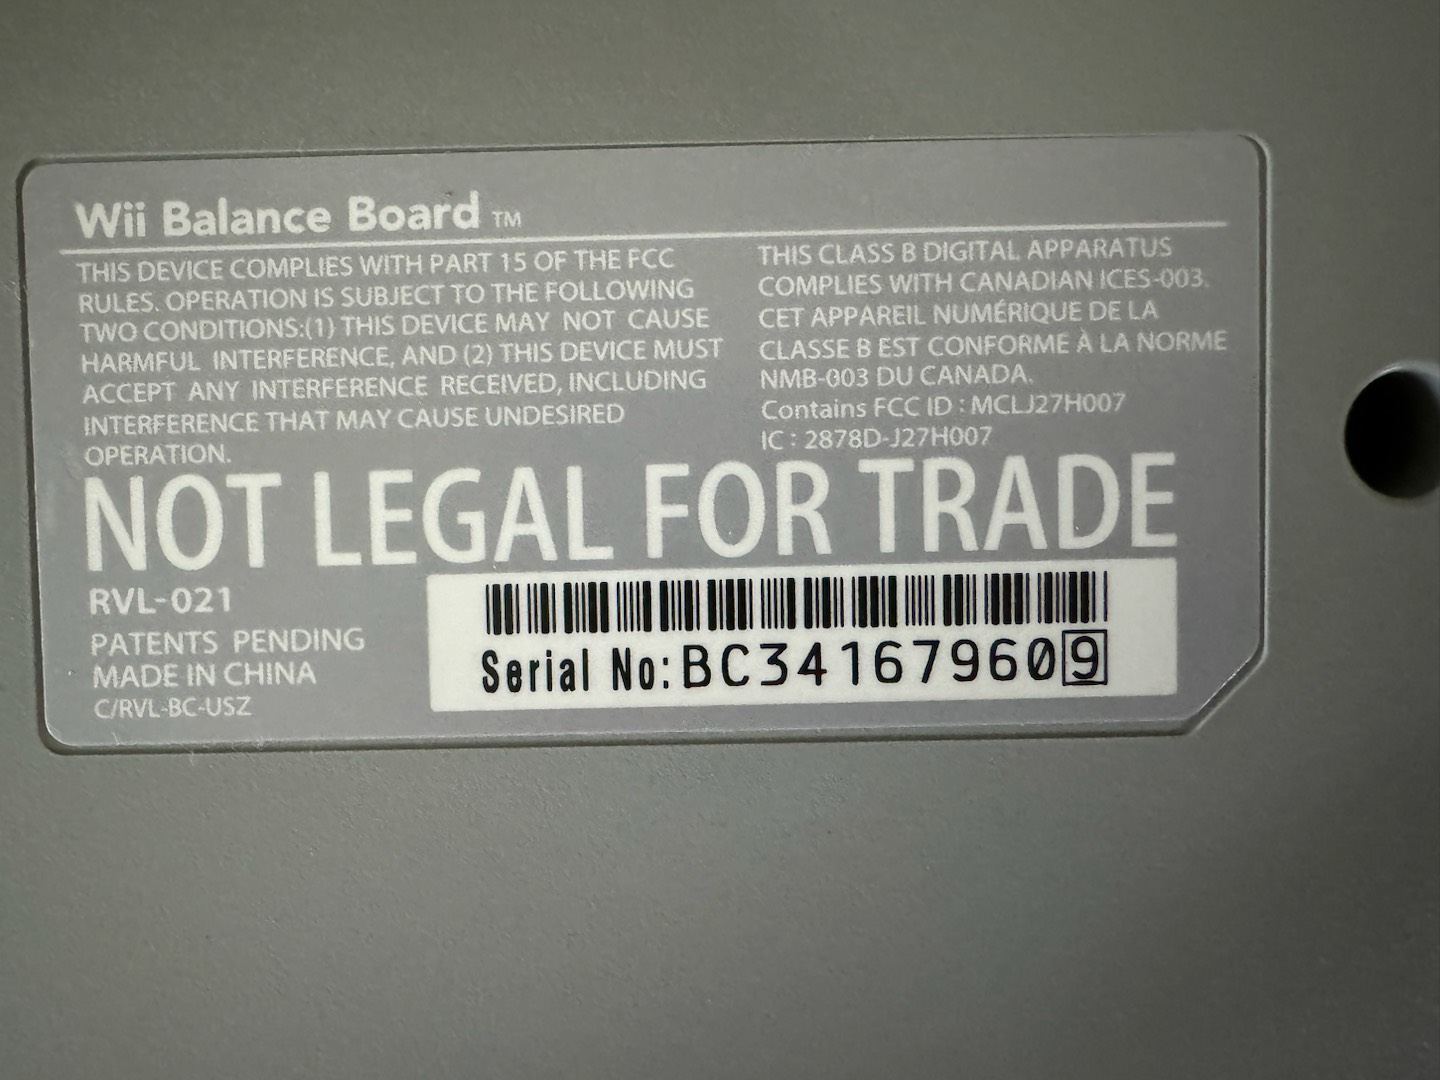 Wii Balance Board ™
THIS DEVICE COMPLIES WITH PART 15 OF THE FCC
RULES. OPERATION IS SUBJECT TO THE FOLLOWING
TWO CONDITIONS:(1) THIS DEVICE MAY NOT CAUSE
HARMFUL INTERFERENCE, AND (2) THIS DEVICE MUST
ACCEPT ANY INTERFERENCE RECEIVED, INCLUDING
INTERFERENCE THAT MAY CAUSE UNDESIRED
OPERATION.
THIS CLASS B DIGITAL APPARATUS
COMPLIES WITH CANADIAN ICES-003.
CET APPAREIL NUMÉRIQUE DE LA
CLASSE B EST CONFORME À LA NORME
NMB-003 DU CANADA.
Contains FCC ID : MCLJ27H007
IC : 2878D-J27H007
NOT LEGAL FOR TRADE
RVL-021
PATENTS PENDING
MADE IN CHINA
C/RVL-BC-USZ
Serial No:BC341679609